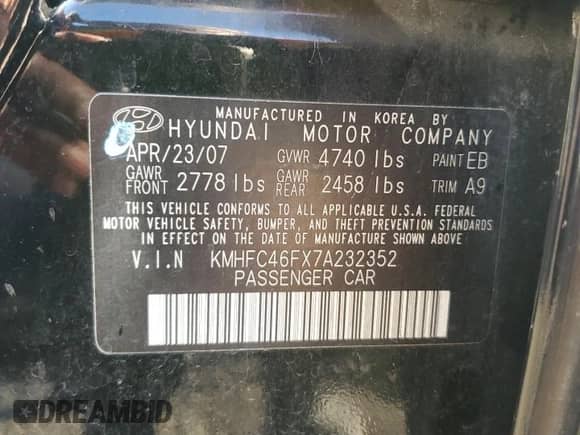 MANUFACTURED IN KOREA BY
HYUNDAI MOTOR COMPANY
APR/23/07 GVWR 4740 lbs PAINT EB
GAWR FRONT 2778 lbs GAWR REAR 2458 lbs TRIM A9
THIS VEHICLE CONFORMS TO ALL APPLICABLE U.S.A. FEDERAL
MOTOR VEHICLE SAFETY, BUMPER, AND THEFT PREVENTION STANDARDS
IN EFFECT ON THE DATE OF MANUFACTURE SHOWN ABOVE
V.I.N KMHFC46FX7A232352
PASSENGER CAR
DREAMBID